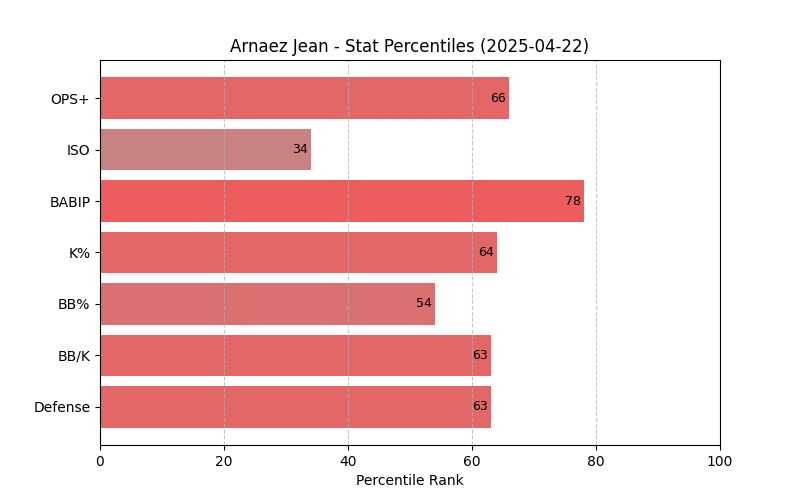 Arnaez Jean - Stat Percentiles (2025-04-22)
OPS+ 66
ISO 34
BABIP 78
K% 64
BB% 54
BB/K 63
Defense 63
0 20 40 60 80 100
Percentile Rank